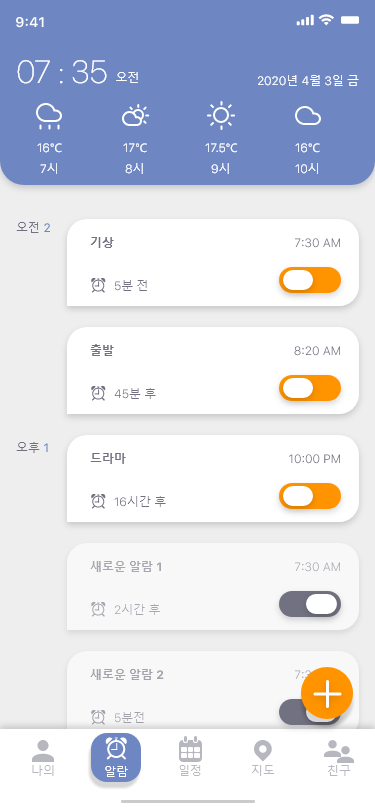 9:41
07 : 35 오전
2020년 4월 3일 금
16℃ 17℃ 17.5℃ 16℃
7시 8시 9시 10시
오전 2
기상 7:30 AM
5분 전
출발 8:20 AM
45분 후
오후 1
드라마 10:00 PM
16시간 후
새로운 알람 1 7:30 AM
2시간 후
새로운 알람 2
5분전
나의 알람 일정 지도 친구